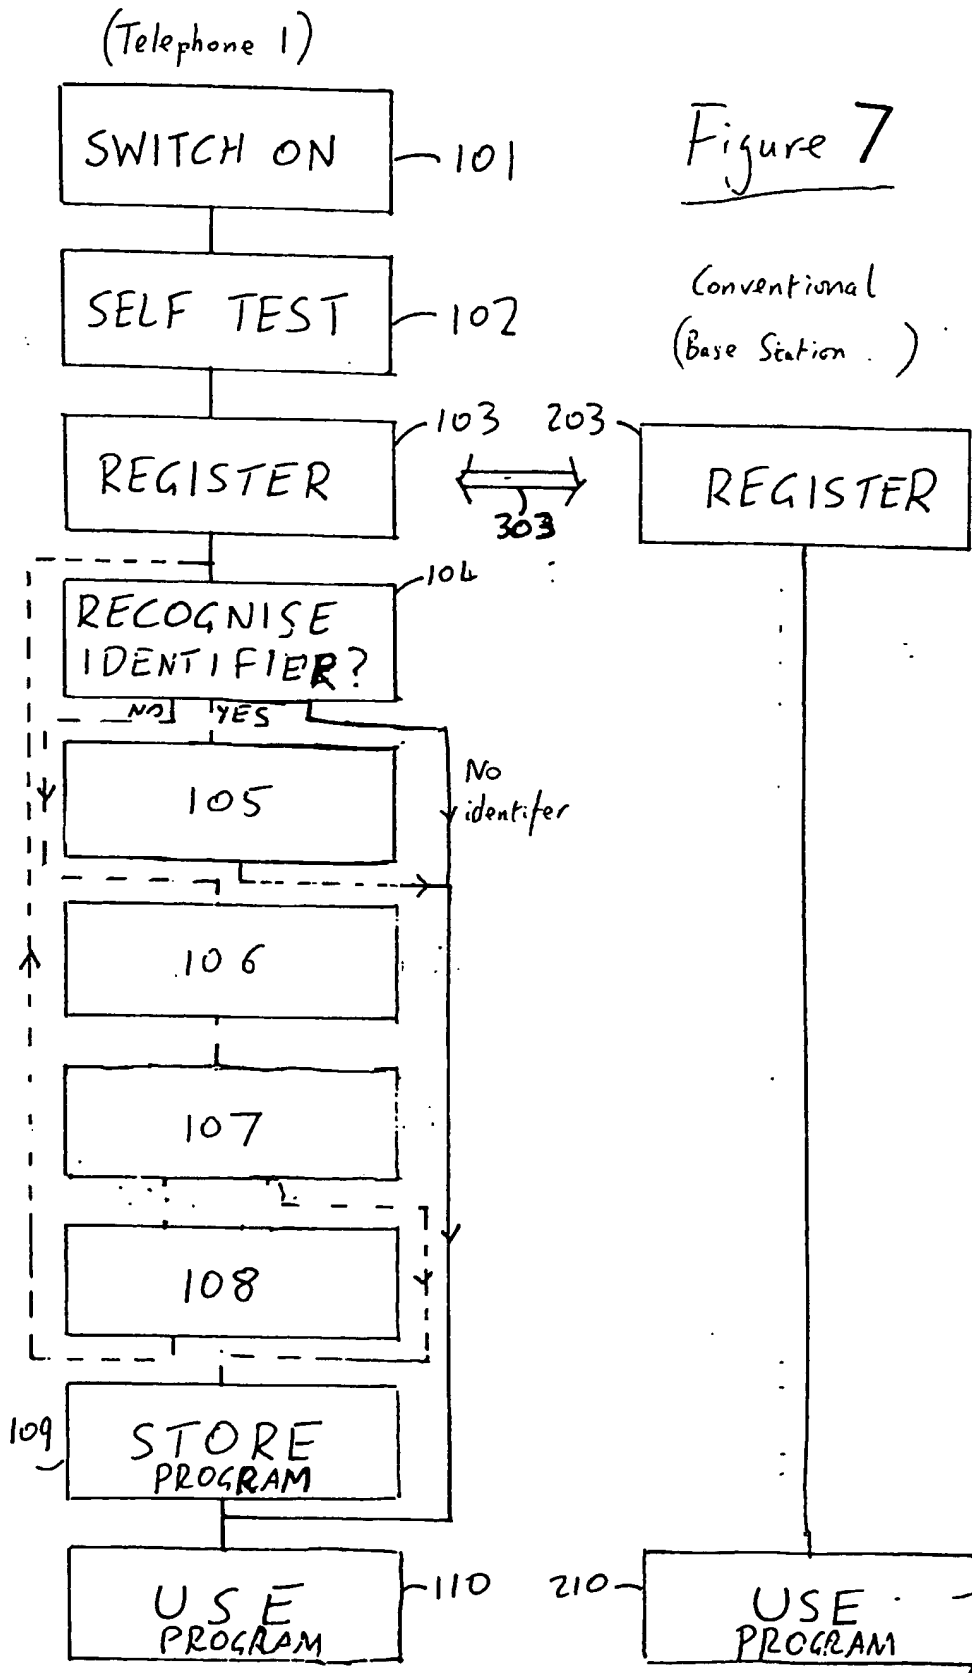 (Telephone 1)
SWITCH ON
101
Figure 7
SELF TEST
102
Conventional
(Base Station )
REGISTER
103
203
REGISTER
303
104
RECOGNISE
IDENTIFIER?
NO
YES
105
No
identifer
106
107
108
109
STORE
PROGRAM
USE
PROGRAM
110
210
USE
PROGRAM